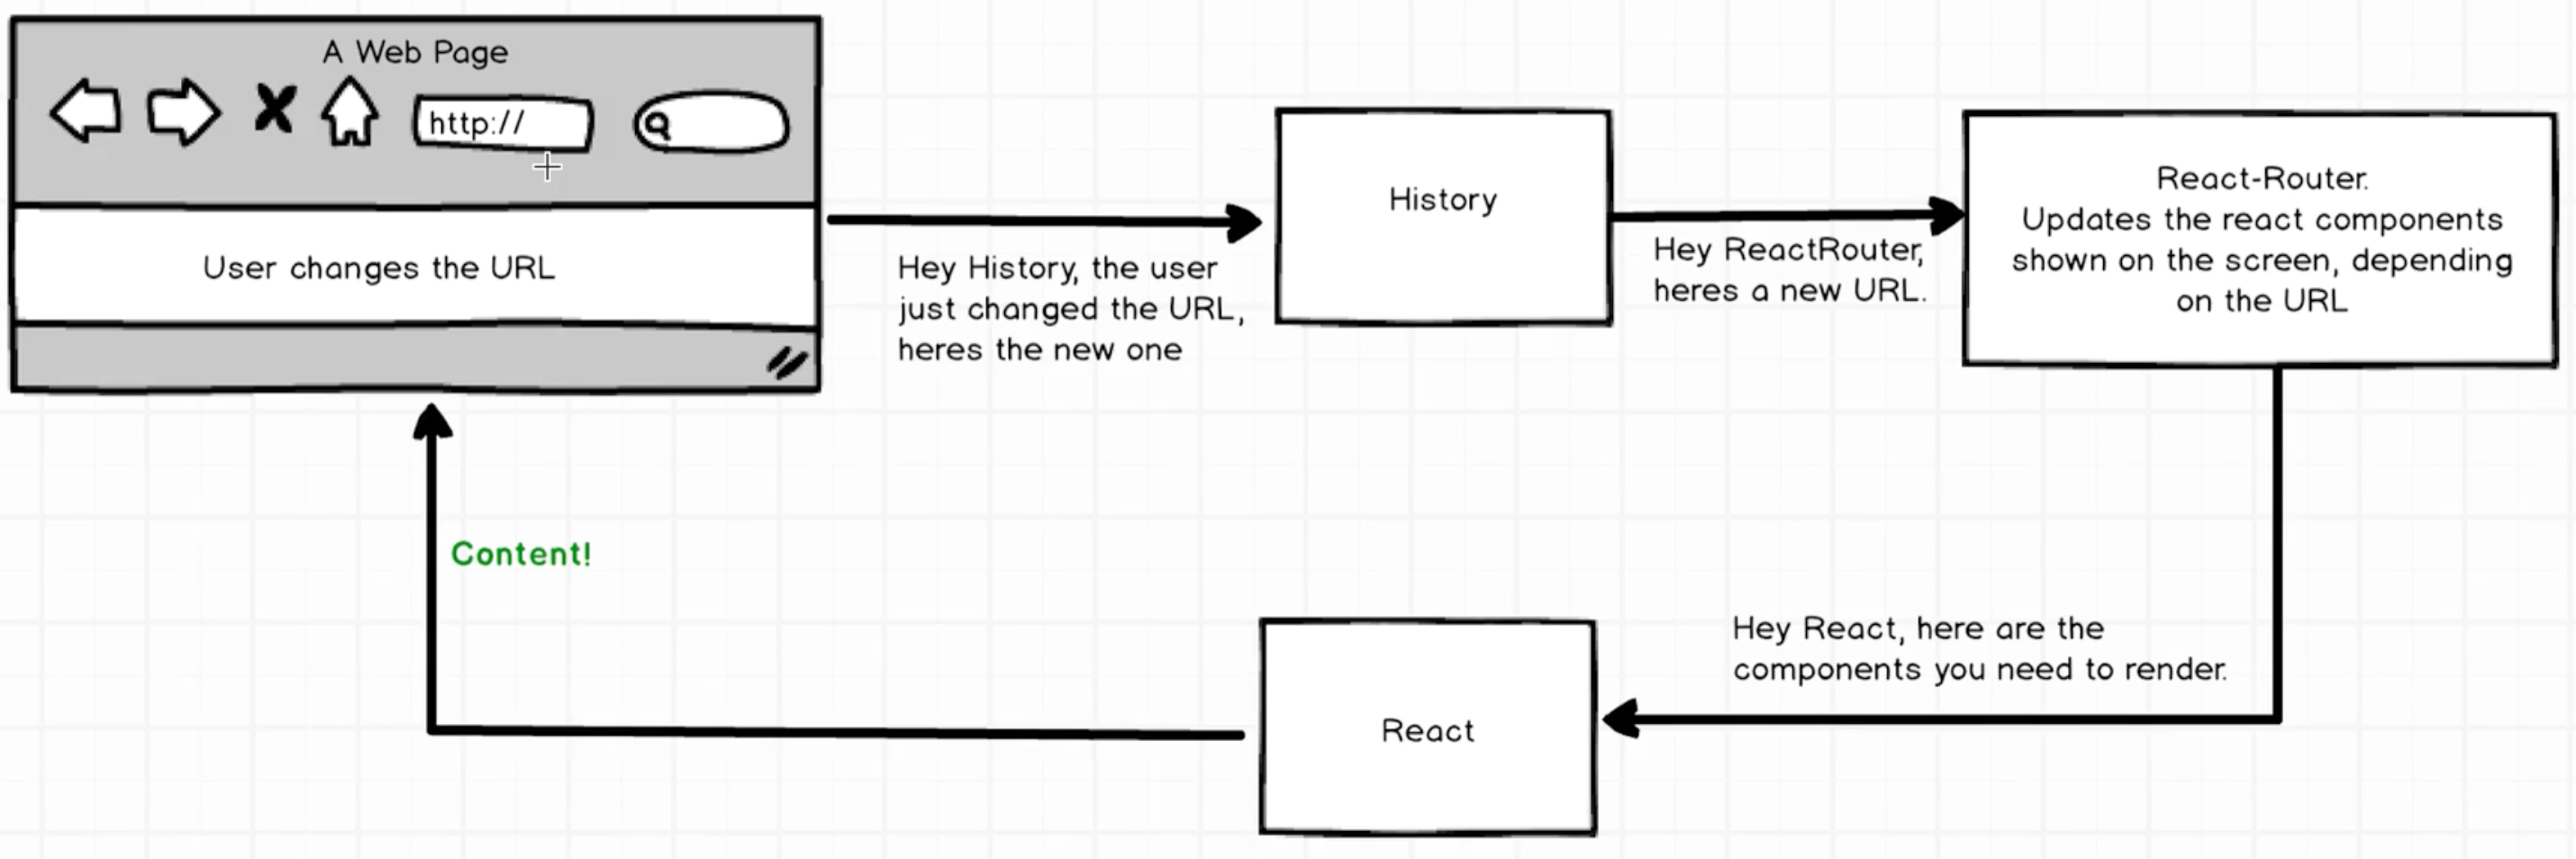 A Web Page
http://
User changes the URL
Hey History, the user
just changed the URL,
heres the new one
History
Hey ReactRouter,
heres a new URL.
React-Router.
Updates the react components
shown on the screen, depending
on the URL
Hey React, here are the
components you need to render.
React
Content!